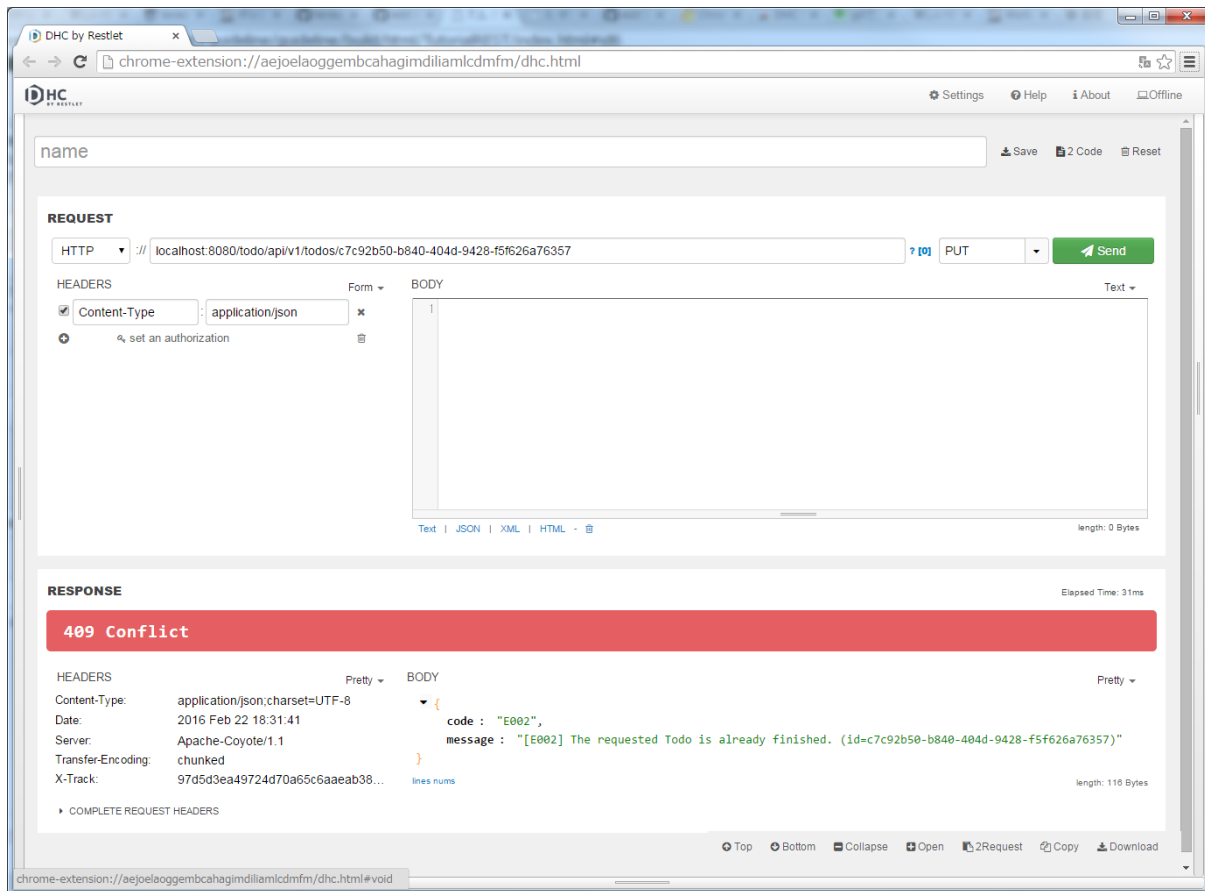 DHC by Restlet x
chrome-extension://aejoelaoggembcahagimdiliamlcdmfm/dhc.html
DHC BY RESTLET Settings Help About Offline
name Save 2 Code Reset
REQUEST
HTTP :// localhost:8080/todo/api/v1/todos/c7c92b50-b840-404d-9428-f5f626a76357 ? [0] PUT Send
HEADERS Form BODY Text
Content-Type : application/json 1
set an authorization
Text | JSON | XML | HTML - length: 0 Bytes
RESPONSE Elapsed Time: 31ms
409 Conflict
HEADERS Pretty BODY Pretty
Content-Type: application/json;charset=UTF-8 {
Date: 2016 Feb 22 18:31:41 code : "E002",
Server: Apache-Coyote/1.1 message : "[E002] The requested Todo is already finished. (id=c7c92b50-b840-404d-9428-f5f626a76357)"
Transfer-Encoding: chunked }
X-Track: 97d5d3ea49724d70a65c6aaeab38... lines nums length: 116 Bytes
COMPLETE REQUEST HEADERS
Top Bottom Collapse Open 2Request Copy Download
chrome-extension://aejoelaoggembcahagimdiliamlcdmfm/dhc.html#void